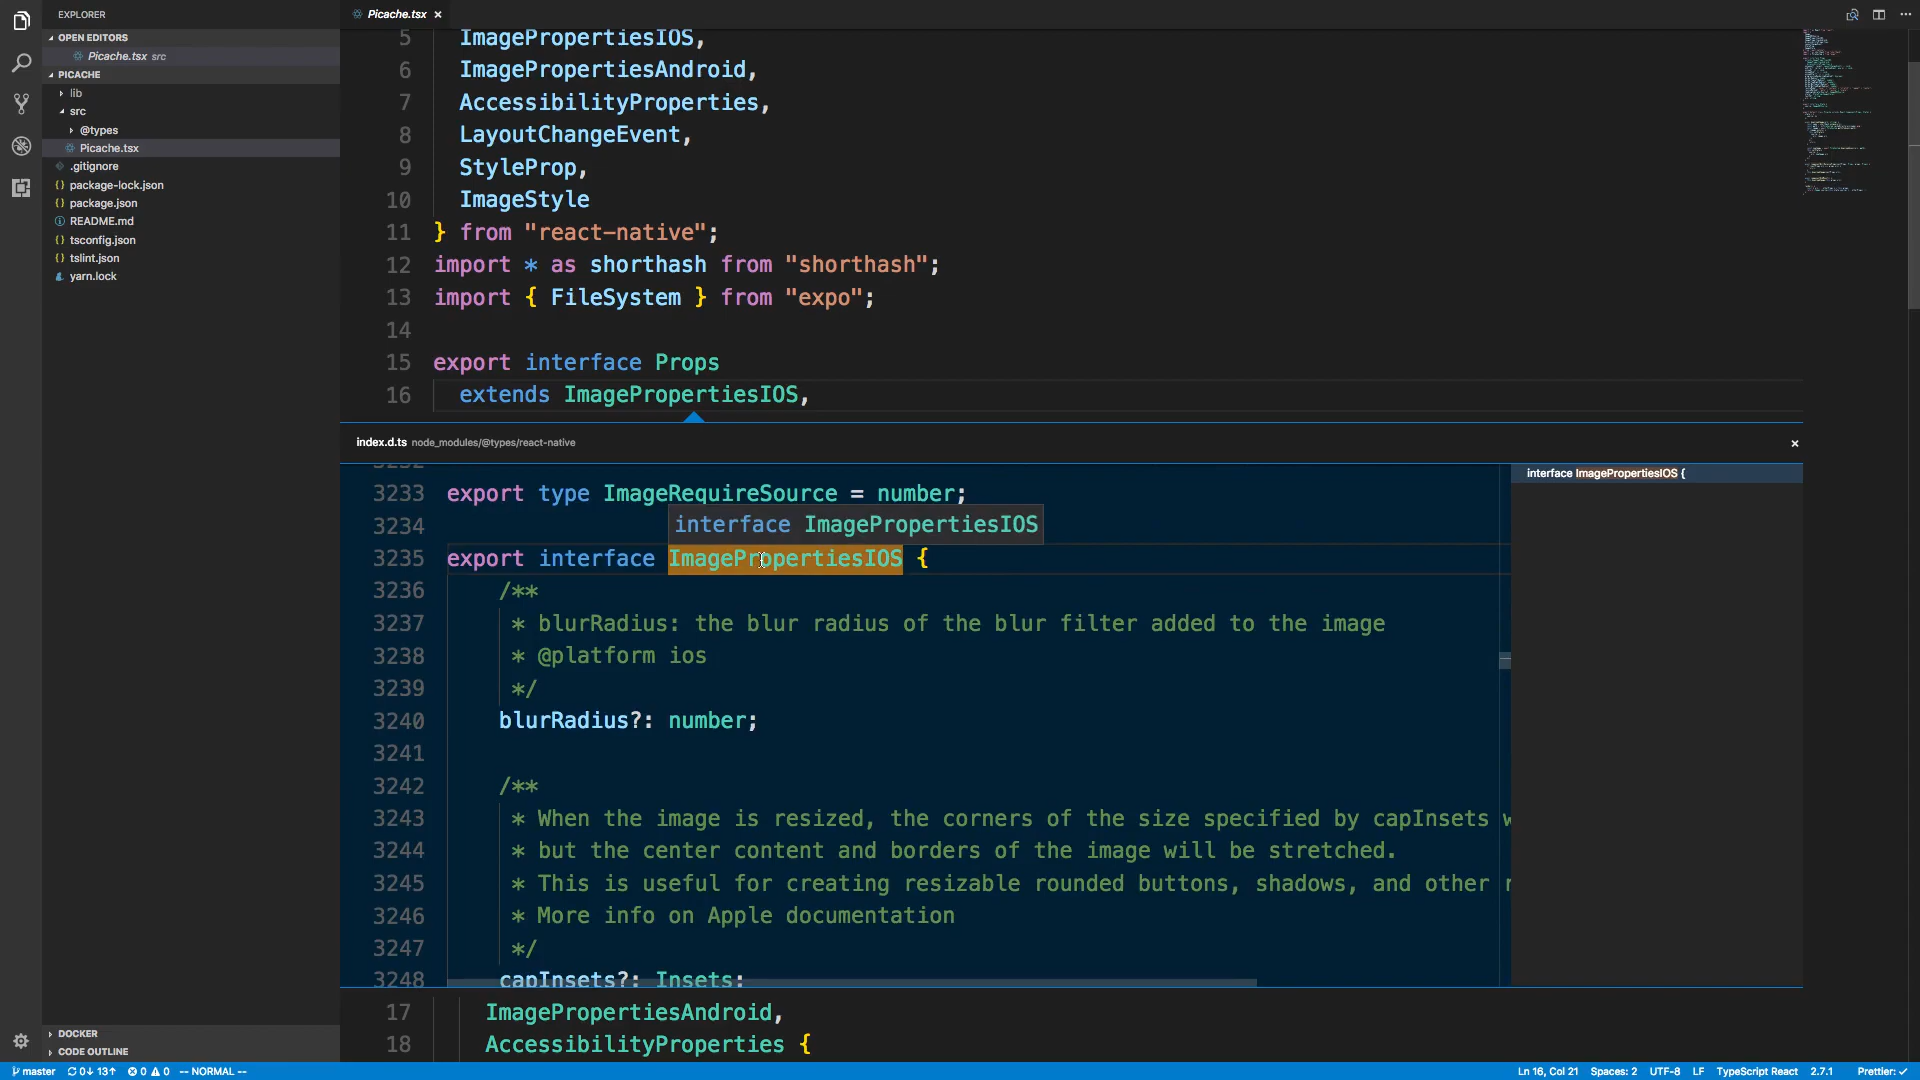 EXPLORER
OPEN EDITORS
Picache.tsx src
PICACHE
lib
src
@types
Picache.tsx
.gitignore
package-lock.json
package.json
README.md
tsconfig.json
tslint.json
yarn.lock
DOCKER
CODE OUTLINE
Picache.tsx
5 ImagePropertiesIOS,
6 ImagePropertiesAndroid,
7 AccessibilityProperties,
8 LayoutChangeEvent,
9 StyleProp,
10 ImageStyle
11 } from "react-native";
12 import * as shorthash from "shorthash";
13 import { FileSystem } from "expo";
14
15 export interface Props
16 extends ImagePropertiesIOS,
index.d.ts node_modules/@types/react-native
3232
3233 export type ImageRequireSource = number;
3234
interface ImagePropertiesIOS
3235 export interface ImagePropertiesIOS {
3236 /**
3237 * blurRadius: the blur radius of the blur filter added to the image
3238 * @platform ios
3239 */
3240 blurRadius?: number;
3241
3242 /**
3243 * When the image is resized, the corners of the size specified by capInsets
3244 * but the center content and borders of the image will be stretched.
3245 * This is useful for creating resizable rounded buttons, shadows, and other
3246 * More info on Apple documentation
3247 */
3248 capInsets?: Insets;
interface ImagePropertiesIOS {
17 ImagePropertiesAndroid,
18 AccessibilityProperties {
master 0↓ 13↑ 0 0 -- NORMAL -- Ln 16, Col 21 Spaces: 2 UTF-8 LF TypeScript React 2.7.1 Prettier: ✓